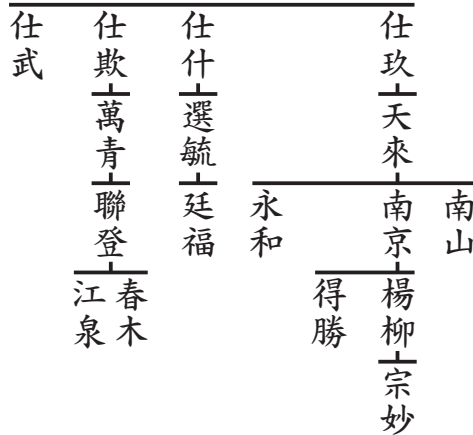 仕玖 仕什 仕欺 仕武
天來 選毓 萬青
南山 南京 永和 廷福 聯登
楊柳 得勝 春木 江泉
宗妙